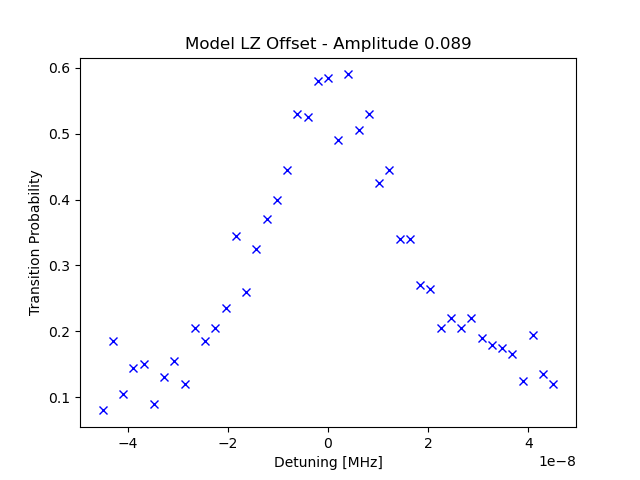 Model LZ Offset - Amplitude 0.089
0.6
0.5
0.4
0.3
0.2
0.1
Transition Probability
−4
−2
0
2
4
1e−8
Detuning [MHz]